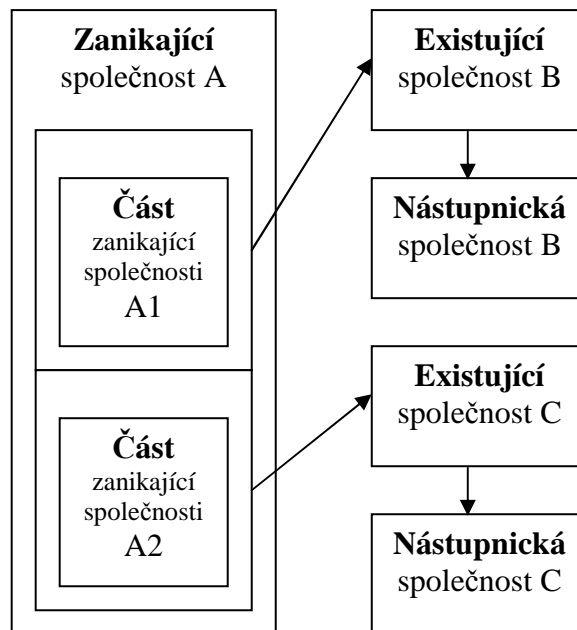 Zanikající
společnost A
Část
zanikající
společnosti
A1
Část
zanikající
společnosti
A2
Existující
společnost B
Nástupnická
společnost B
Existující
společnost C
Nástupnická
společnost C